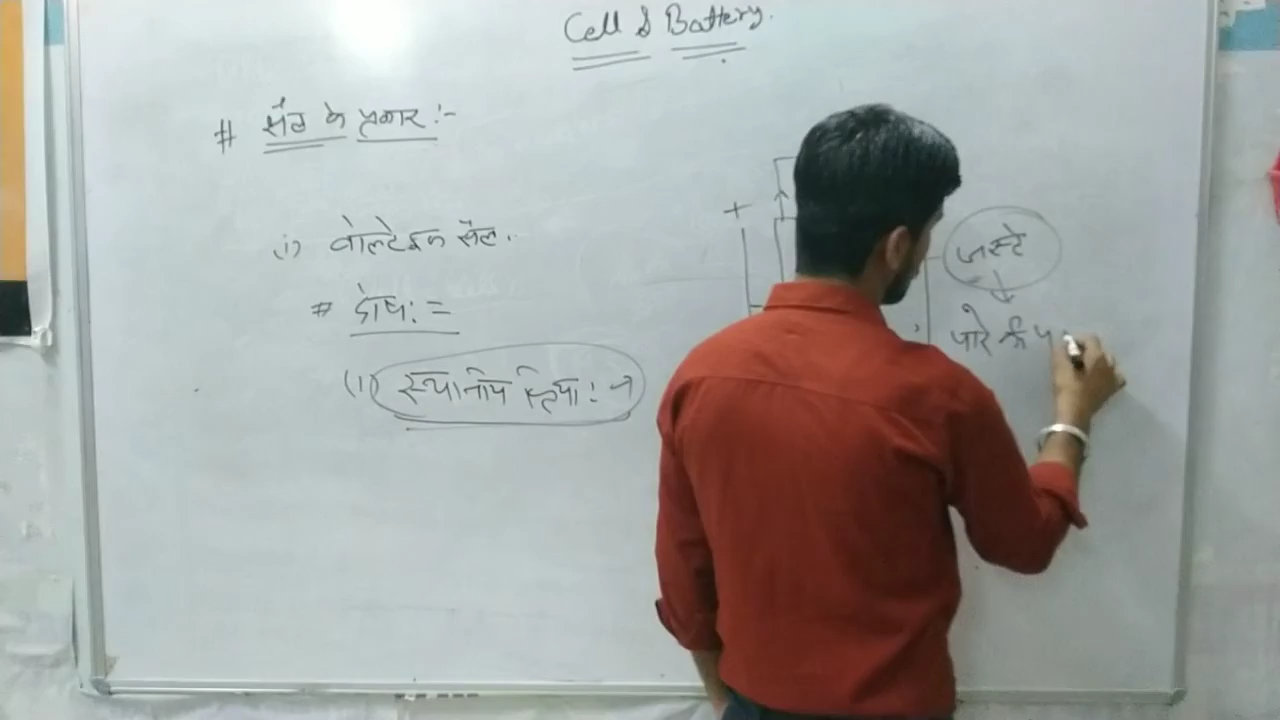 Cell & Battery.
# सैल के प्रकार :-
(i) वोल्टेइक सैल.
# दोष : =
(1) स्थानीय क्रिया : →
+
जस्टे
↓
पारे की प